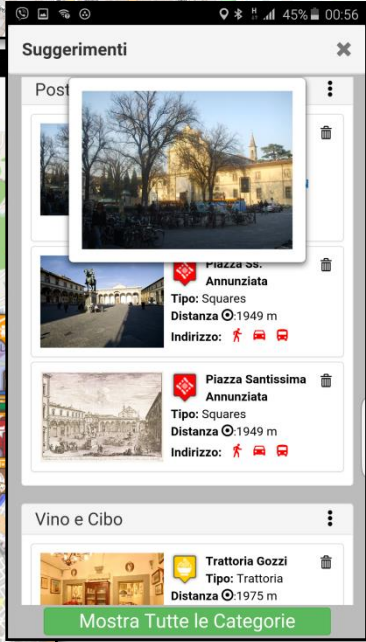 45% 00:56
Suggerimenti
Post
Piazza Ss.
Annunziata
Tipo: Squares
Distanza :1949 m
Indirizzo:
Piazza Santissima
Annunziata
Tipo: Squares
Distanza :1949 m
Indirizzo:
Vino e Cibo
Trattoria Gozzi
Tipo: Trattoria
Distanza :1975 m
Mostra Tutte le Categorie